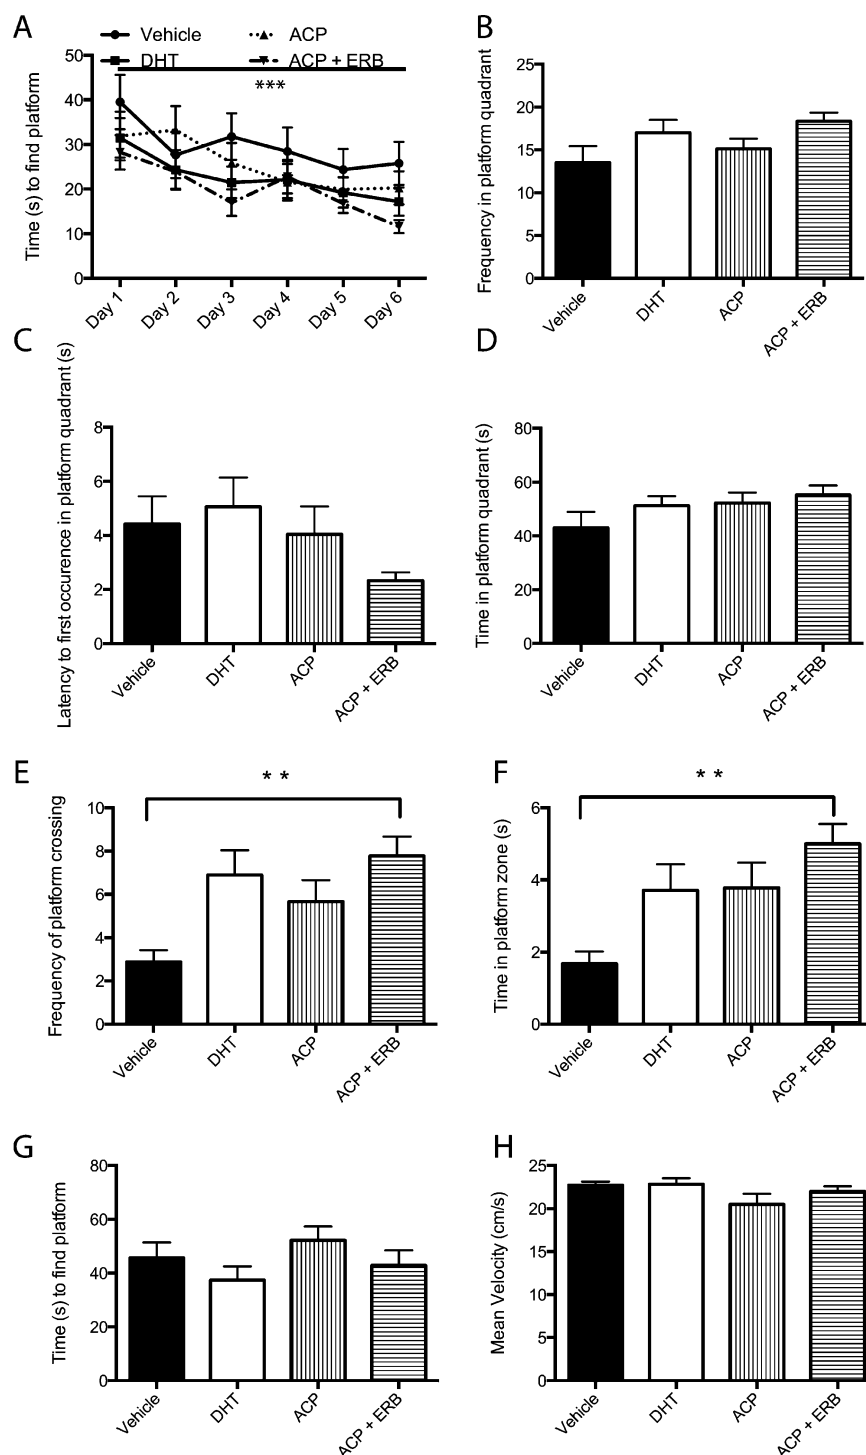 A
Vehicle ACP
DHT ACP + ERB
***
Time (s) to find platform
50
40
30
20
10
0
Day 1 Day 2 Day 3 Day 4 Day 5 Day 6
B
Frequency in platform quadrant
25
20
15
10
5
0
Vehicle DHT ACP ACP + ERB
C
Latency to first occurence in platform quadrant (s)
8
6
4
2
0
Vehicle DHT ACP ACP + ERB
D
Time in platform quadrant (s)
80
60
40
20
0
Vehicle DHT ACP ACP + ERB
E
* *
Frequency of platform crossing
10
8
6
4
2
0
Vehicle DHT ACP ACP + ERB
F
* *
Time in platform zone (s)
6
4
2
0
Vehicle DHT ACP ACP + ERB
G
Time (s) to find platform
80
60
40
20
0
Vehicle DHT ACP ACP + ERB
H
Mean Velocity (cm/s)
25
20
15
10
5
0
Vehicle DHT ACP ACP + ERB